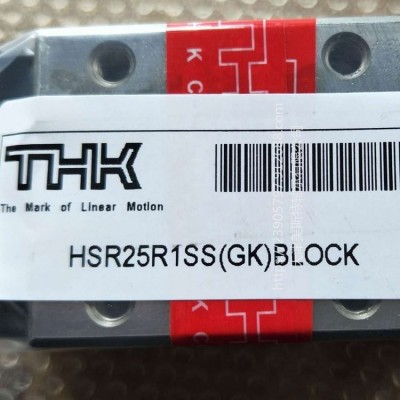 THK
The Mark of Linear Motion
HSR25R1SS(GK)BLOCK